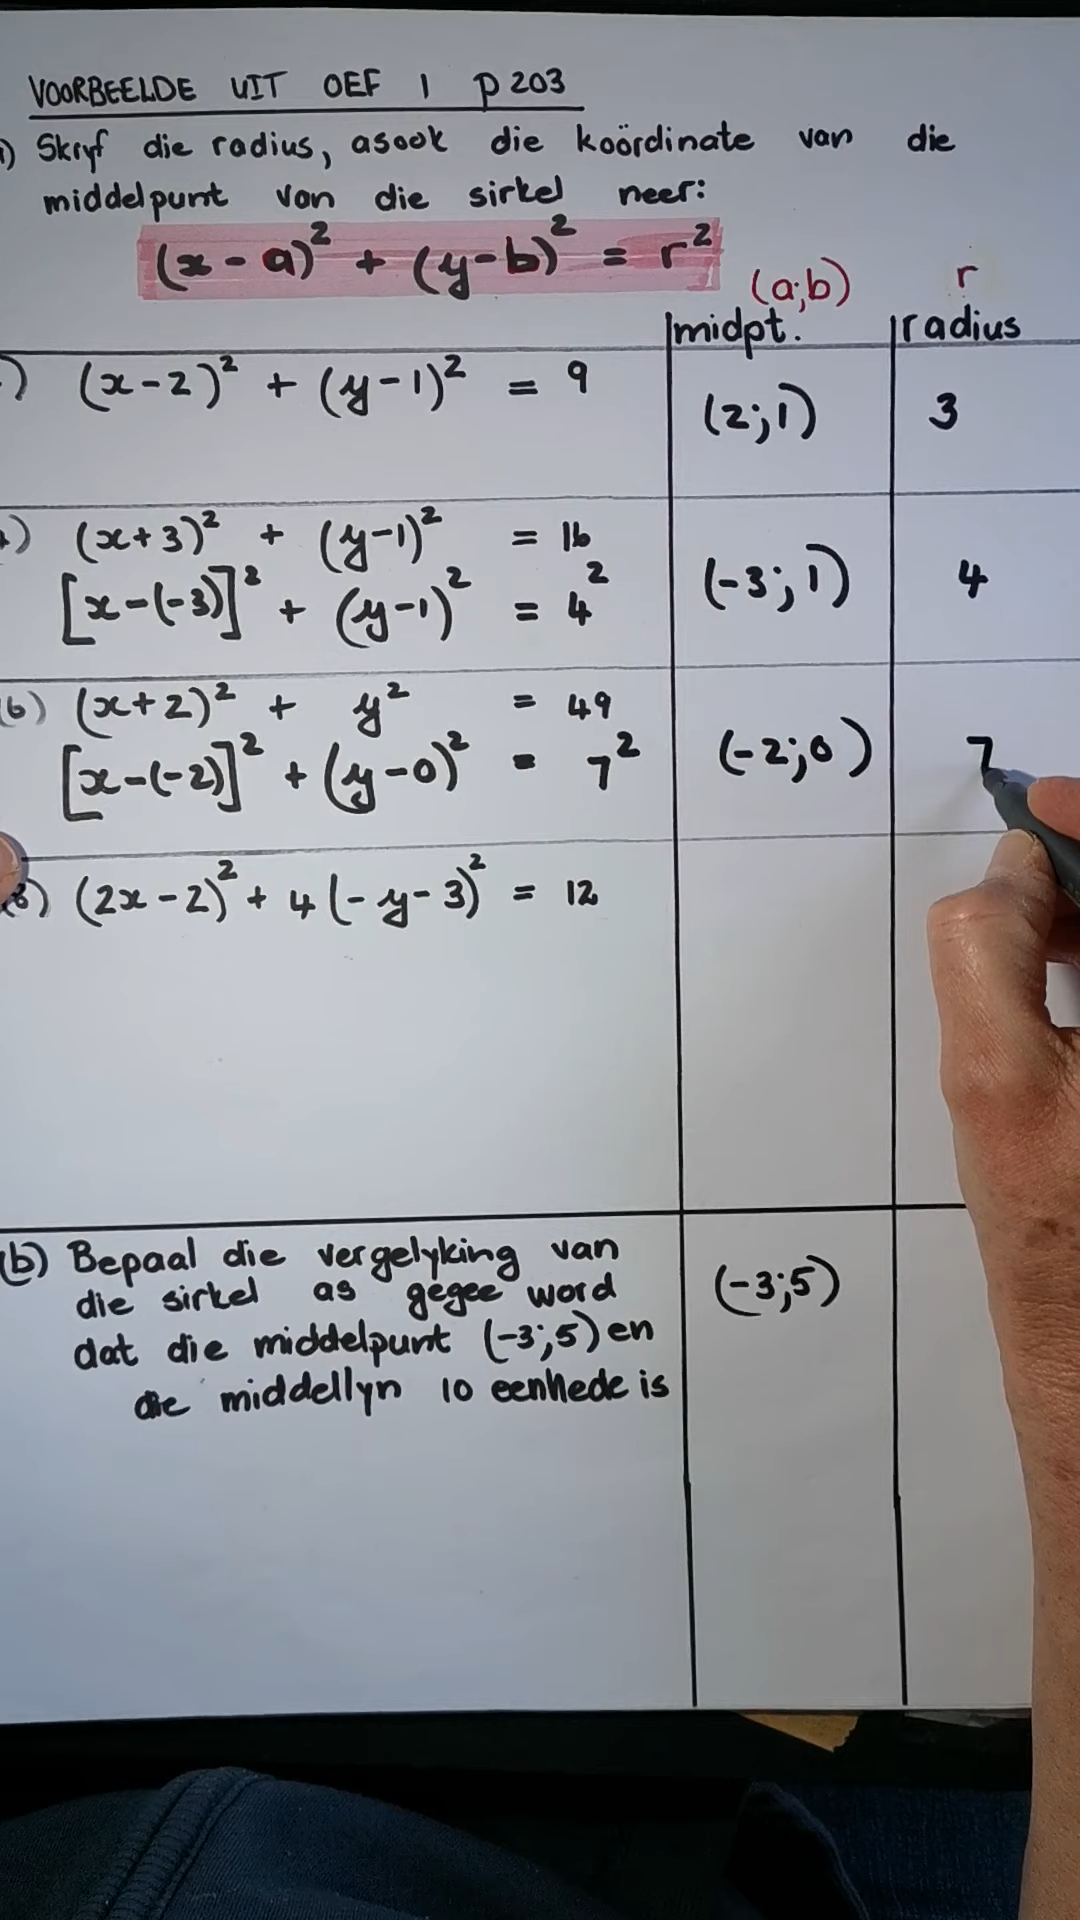 VOORBEELDE UIT OEF 1 p 203
Skryf die radius, asook die koördinate van die
middelpunt van die sirkel neer:
(x - a)² + (y - b)² = r²
(a;b) r
midpt. radius
(x-2)² + (y-1)² = 9 (2;1) 3
(x+3)² + (y-1)² = 16
[x-(-3)]² + (y-1)² = 4² (-3;1) 4
(6) (x+2)² + y² = 49
[x-(-2)]² + (y-0)² = 7² (-2;0) 7
(8) (2x-2)² + 4(-y-3)² = 12
(b) Bepaal die vergelyking van
die sirkel as gegee word (-3;5)
dat die middelpunt (-3;5) en
die middellyn 10 eenhede is